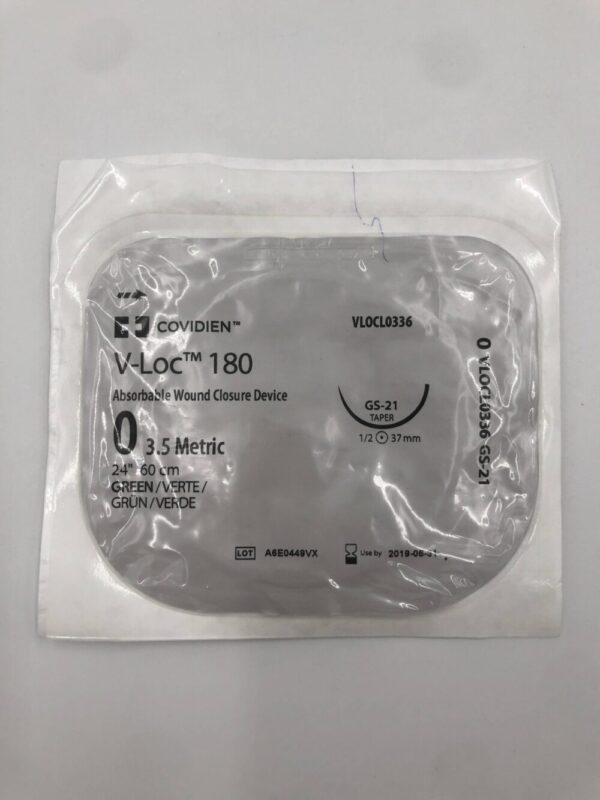 COVIDIEN™
VLOCL0336
V-Loc™ 180
Absorbable Wound Closure Device
0 3.5 Metric
24" 60 cm
GREEN / VERTE /
GRÜN / VERDE
GS-21
TAPER
1/2 37 mm
0 VLOCL0336 GS-21
LOT A6E0449VX
Use by